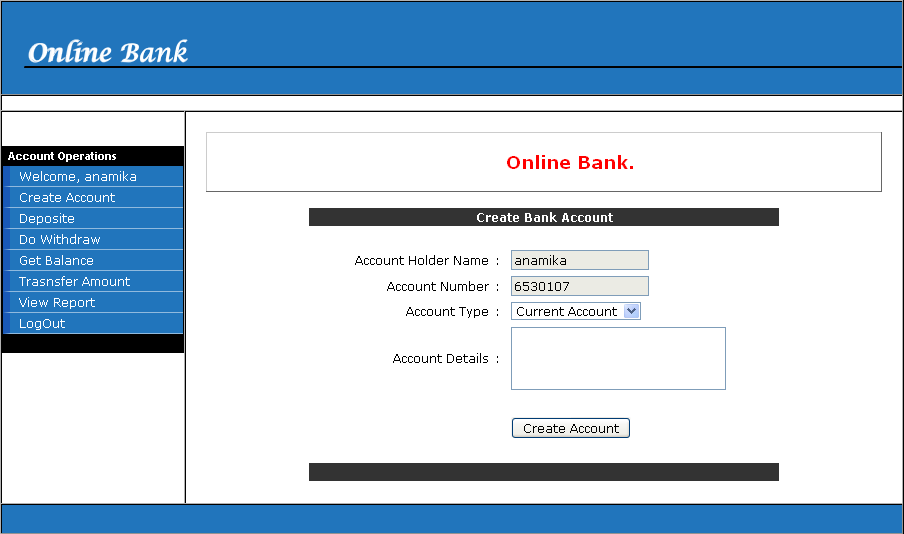 Online Bank
Account Operations
Welcome, anamika
Create Account
Deposite
Do Withdraw
Get Balance
Trasnsfer Amount
View Report
LogOut
Online Bank.
Create Bank Account
Account Holder Name : anamika
Account Number : 6530107
Account Type : Current Account
Account Details :
Create Account